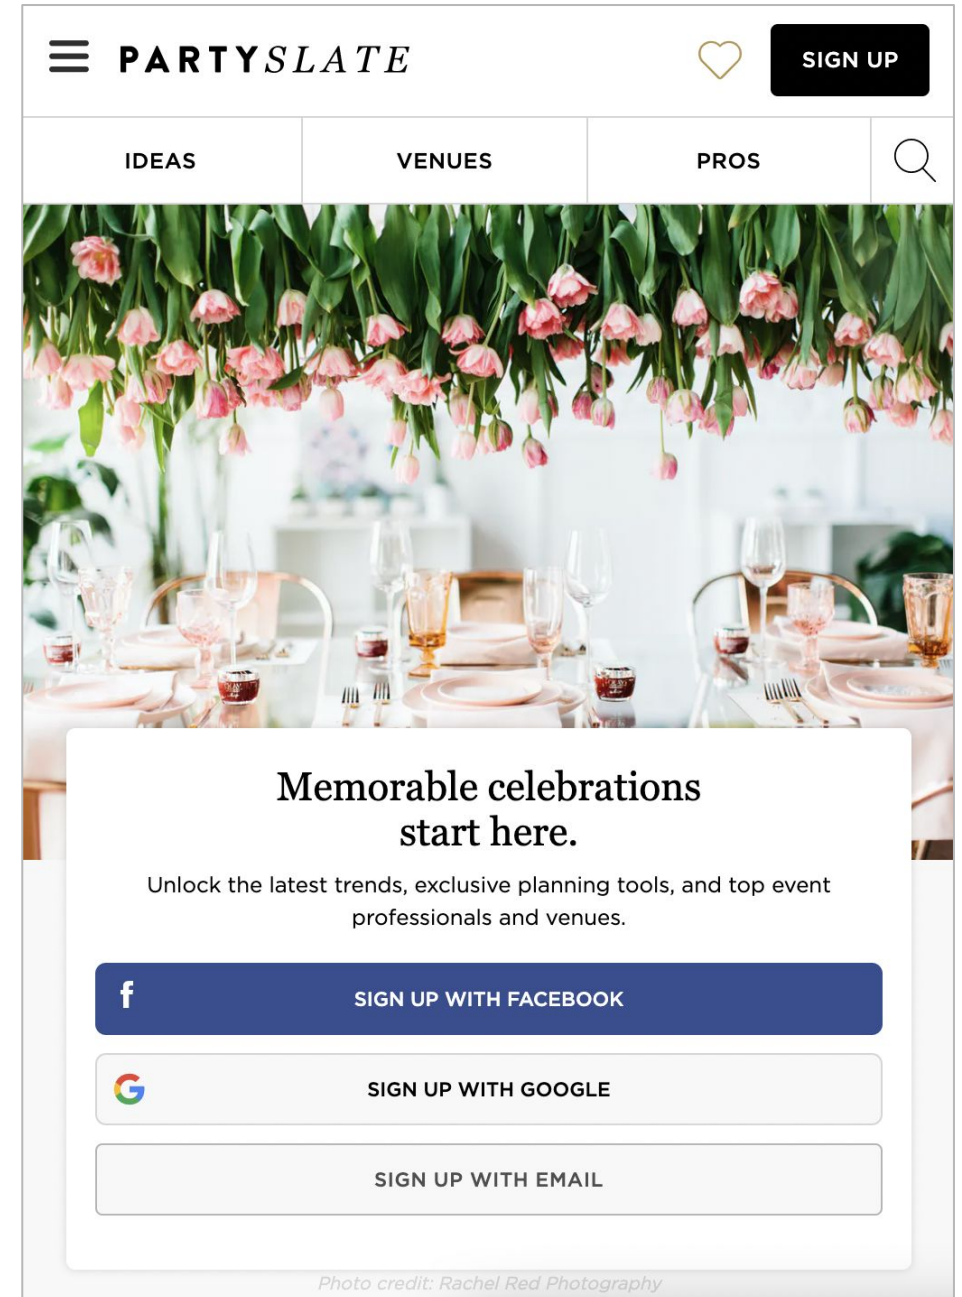 PARTYSLATE
SIGN UP
IDEAS
VENUES
PROS
Memorable celebrations
start here.
Unlock the latest trends, exclusive planning tools, and top event
professionals and venues.
f
SIGN UP WITH FACEBOOK
G
SIGN UP WITH GOOGLE
SIGN UP WITH EMAIL
Photo credit: Rachel Red Photography